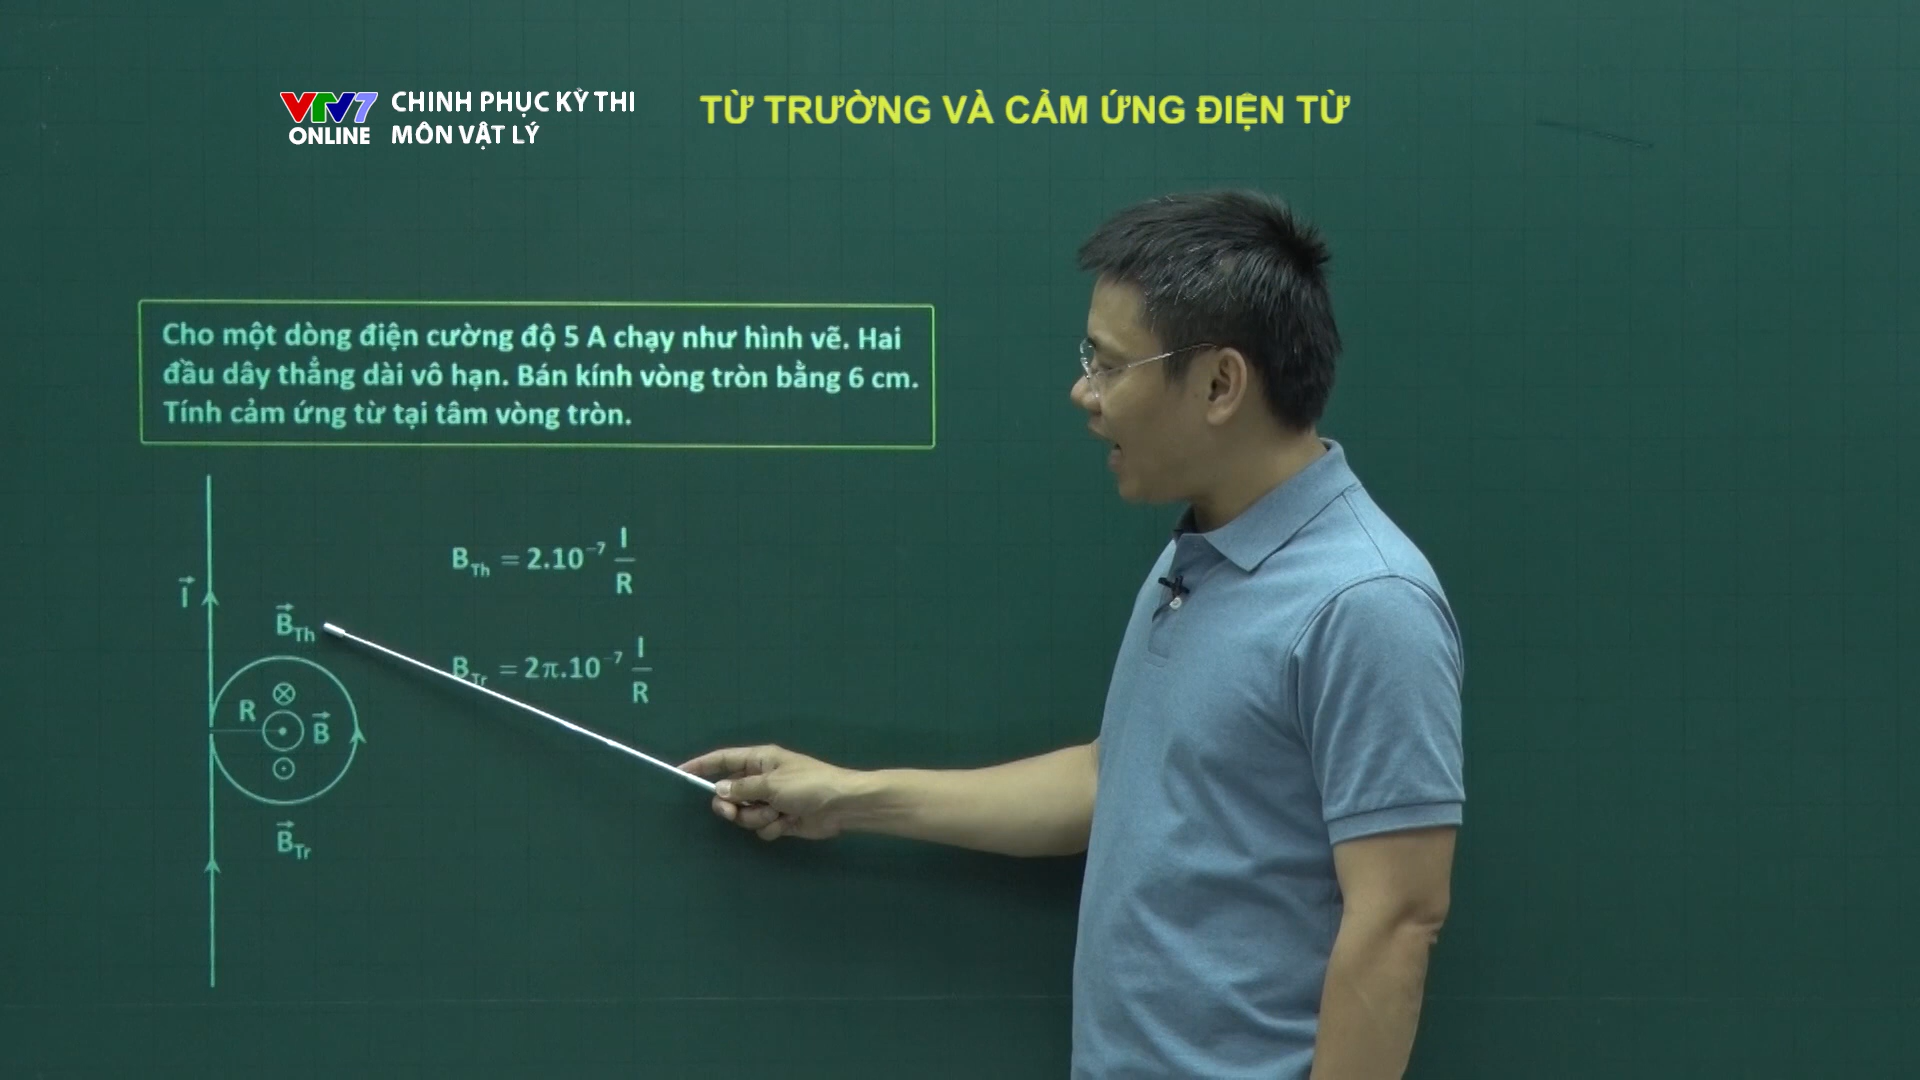 VTV7
ONLINE
CHINH PHỤC KỲ THI
MÔN VẬT LÝ
TỪ TRƯỜNG VÀ CẢM ỨNG ĐIỆN TỪ
Cho một dòng điện cường độ 5 A chạy như hình vẽ. Hai
đầu dây thẳng dài vô hạn. Bán kính vòng tròn bằng 6 cm.
Tính cảm ứng từ tại tâm vòng tròn.
B_Th = 2.10⁻⁷ I/R
I⃗
B⃗_Th
B_Tr = 2π.10⁻⁷ I/R
R
B⃗
B⃗_Tr